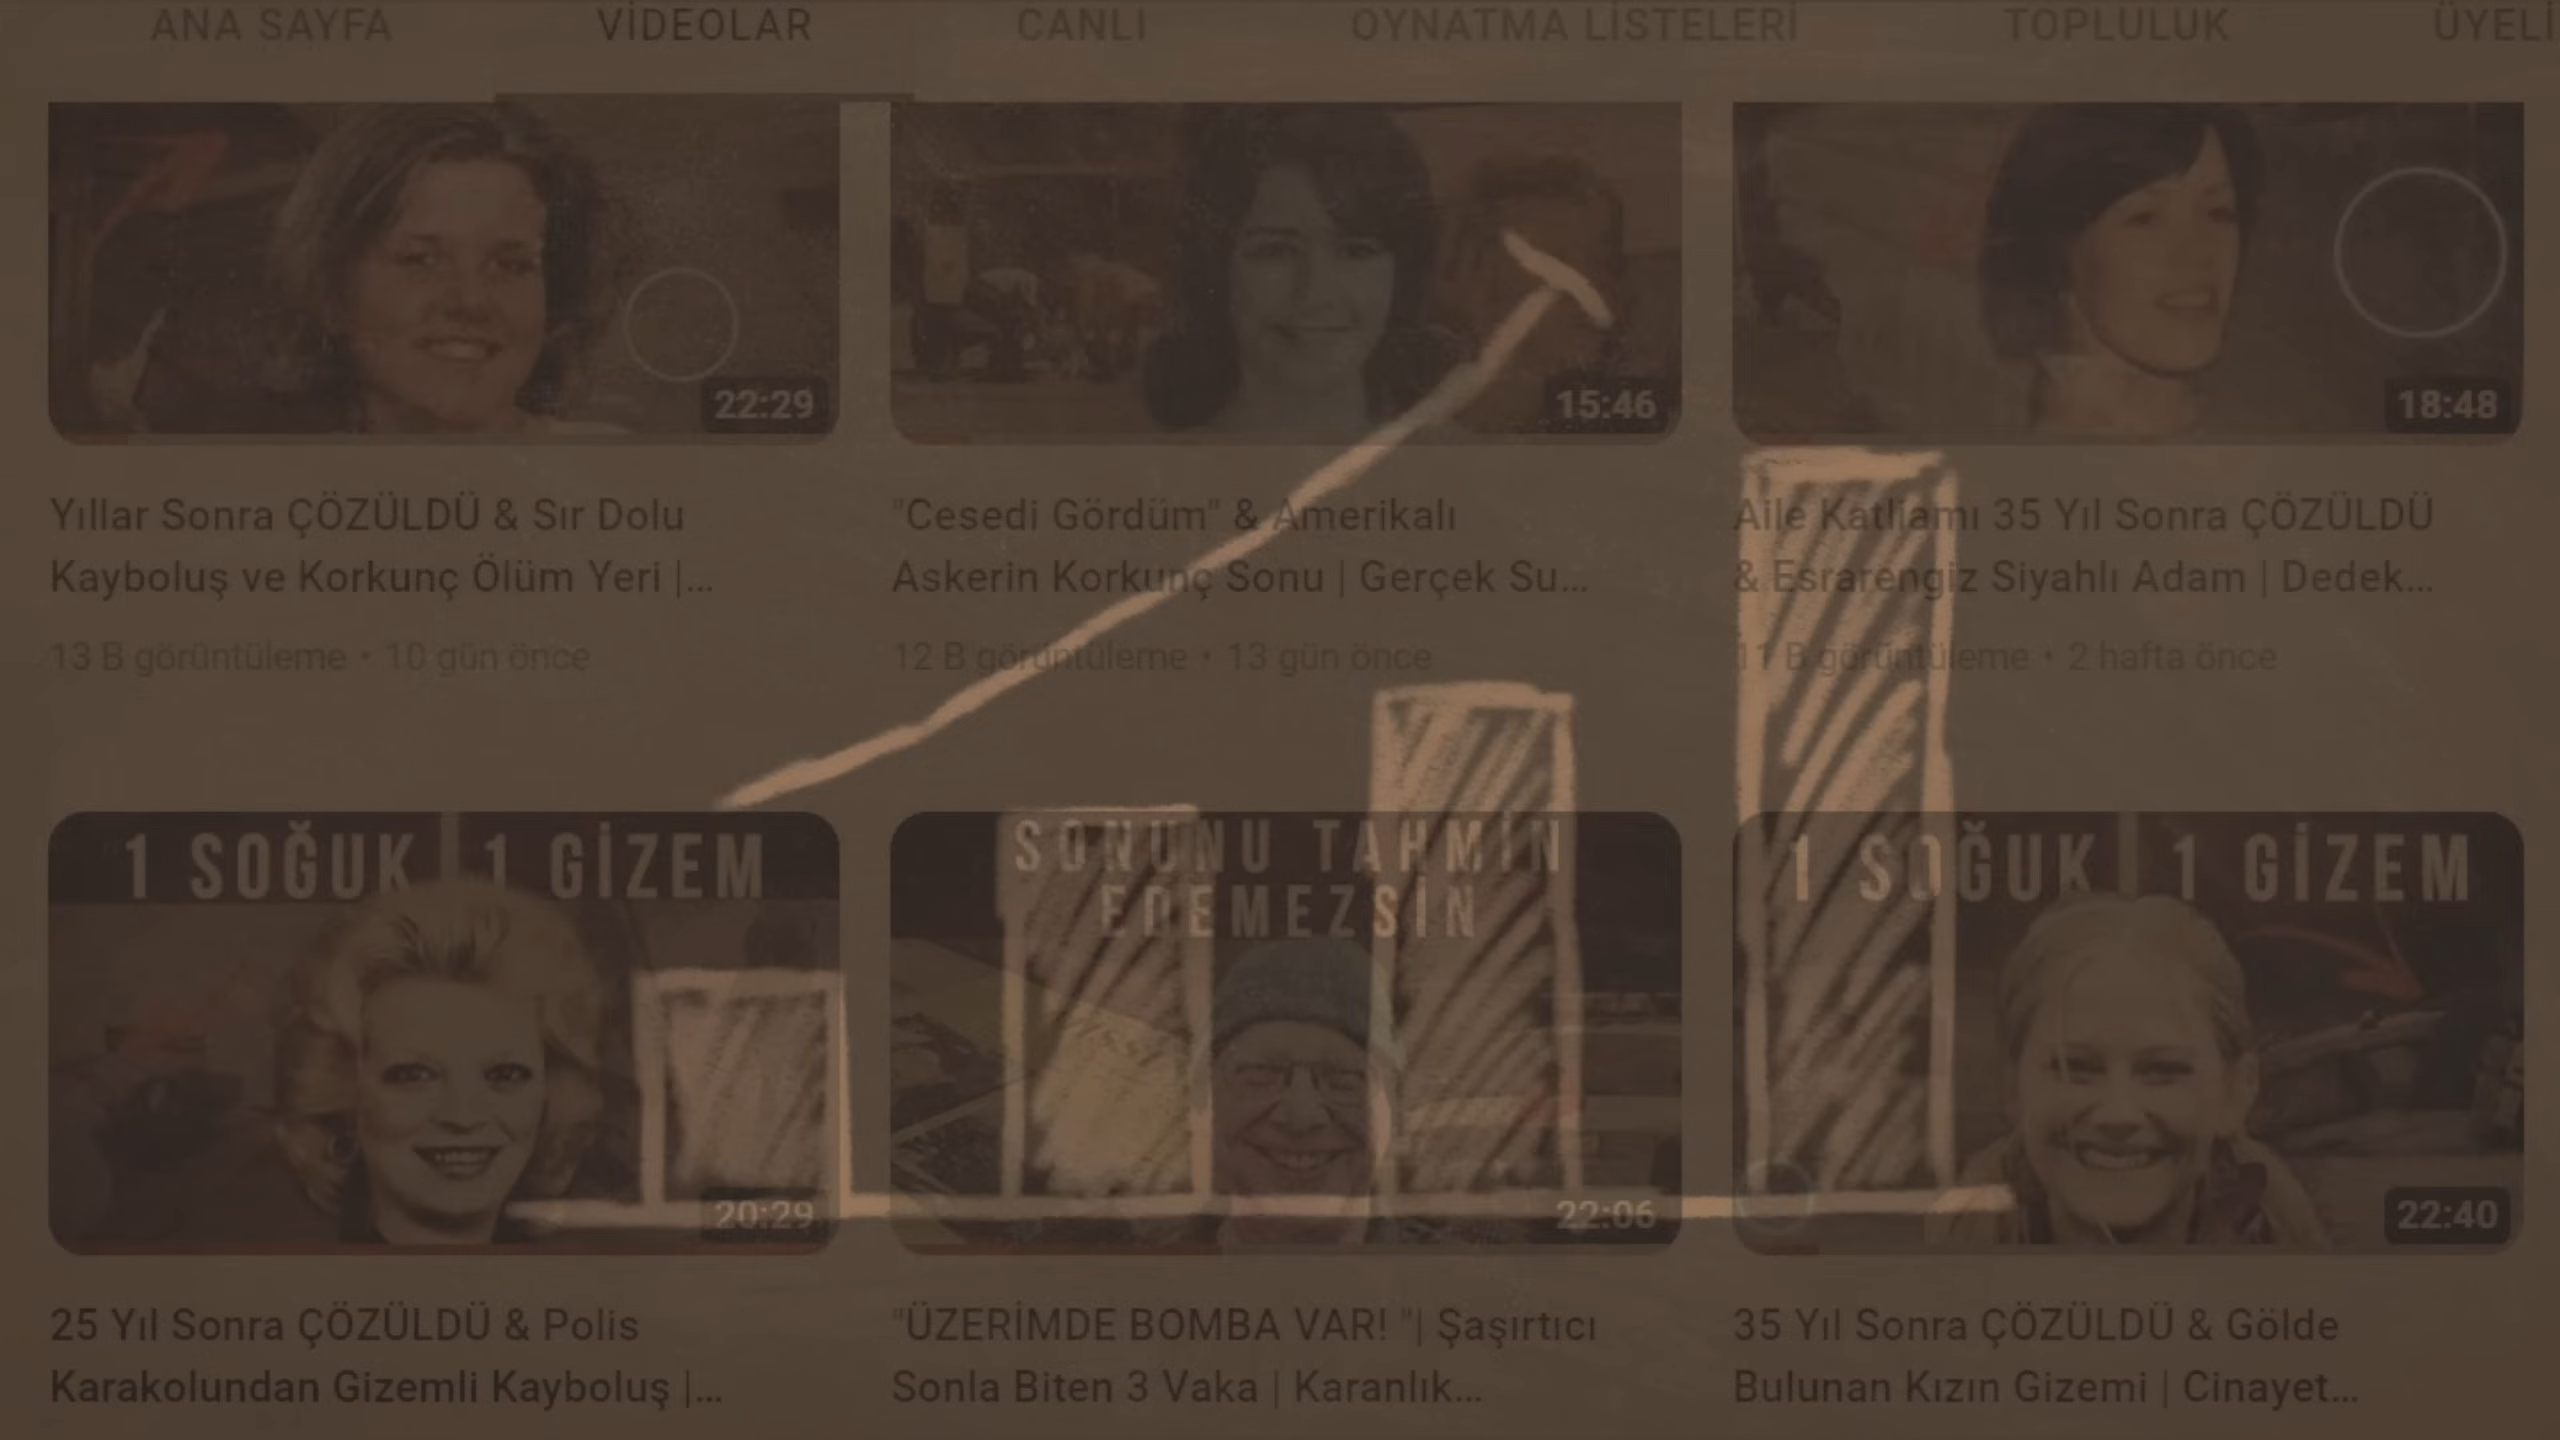 ANA SAYFA VİDEOLAR CANLI OYNATMA LİSTELERİ TOPLULUK ÜYELİ
22:29 15:46 18:48
Yıllar Sonra ÇÖZÜLDÜ & Sır Dolu
Kayboluş ve Korkunç Ölüm Yeri |...
13 B görüntüleme • 10 gün önce
"Cesedi Gördüm" & Amerikalı
Askerin Korkunç Sonu | Gerçek Su...
12 B görüntüleme • 13 gün önce
Aile Katliamı 35 Yıl Sonra ÇÖZÜLDÜ
& Esrarengiz Siyahlı Adam | Dedek...
11 B görüntüleme • 2 hafta önce
1 SOĞUK 1 GİZEM
20:29
SONUNU TAHMİN
EDEMEZSİN
22:06
1 SOĞUK 1 GİZEM
22:40
25 Yıl Sonra ÇÖZÜLDÜ & Polis
Karakolundan Gizemli Kayboluş |...
"ÜZERİMDE BOMBA VAR! "| Şaşırtıcı
Sonla Biten 3 Vaka | Karanlık...
35 Yıl Sonra ÇÖZÜLDÜ & Gölde
Bulunan Kızın Gizemi | Cinayet...